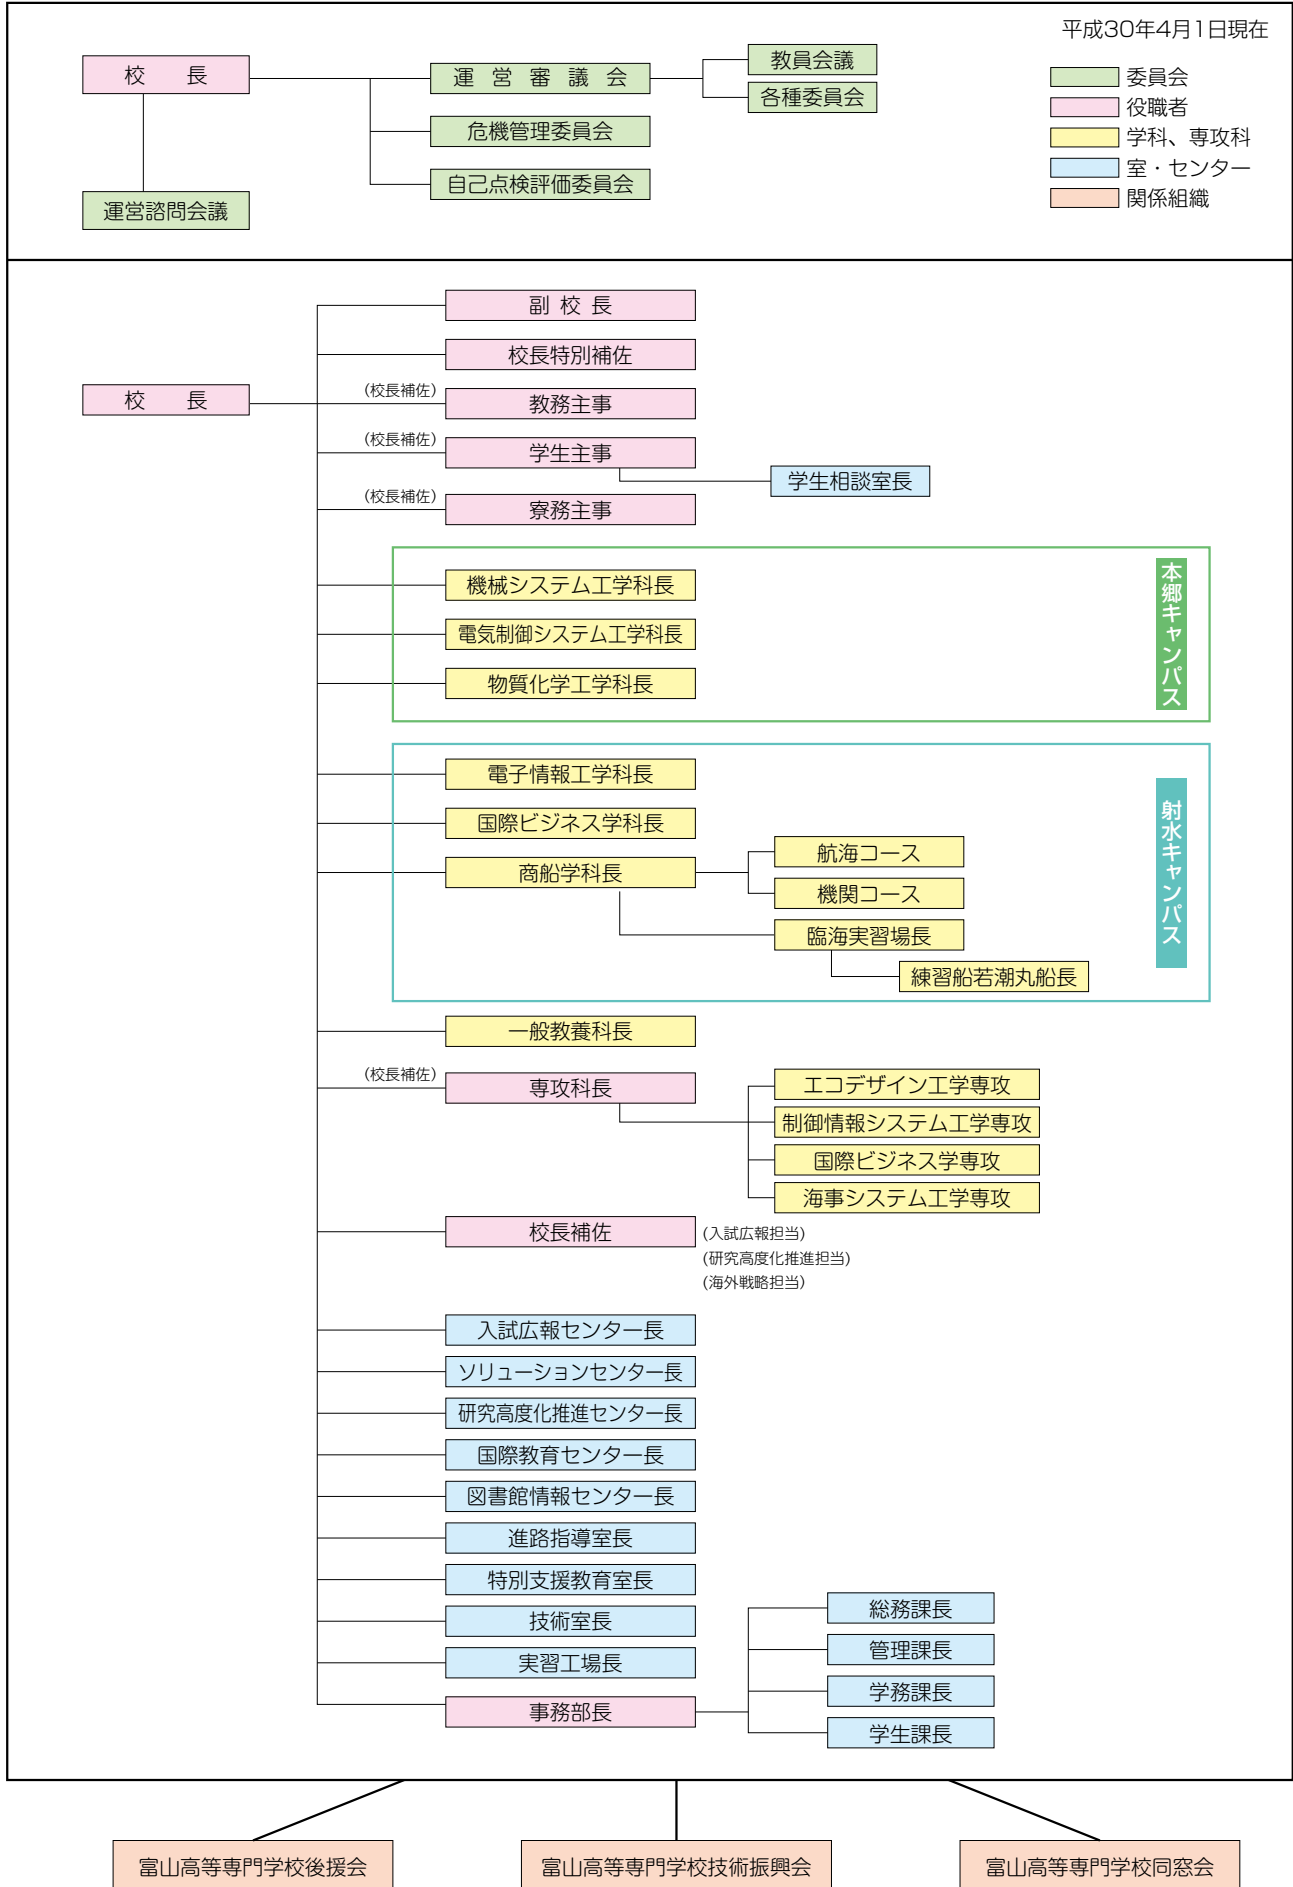 平成30年4月1日現在
校　長
運営審議会
教員会議
各種委員会
危機管理委員会
自己点検評価委員会
運営諮問会議
委員会
役職者
学科、専攻科
室・センター
関係組織
校　長
副校長
校長特別補佐
(校長補佐)
教務主事
(校長補佐)
学生主事
学生相談室長
(校長補佐)
寮務主事
本郷キャンパス
機械システム工学科長
電気制御システム工学科長
物質化学工学科長
射水キャンパス
電子情報工学科長
国際ビジネス学科長
商船学科長
航海コース
機関コース
臨海実習場長
練習船若潮丸船長
一般教養科長
(校長補佐)
専攻科長
エコデザイン工学専攻
制御情報システム工学専攻
国際ビジネス学専攻
海事システム工学専攻
校長補佐
(入試広報担当)
(研究高度化推進担当)
(海外戦略担当)
入試広報センター長
ソリューションセンター長
研究高度化推進センター長
国際教育センター長
図書館情報センター長
進路指導室長
特別支援教育室長
技術室長
実習工場長
事務部長
総務課長
管理課長
学務課長
学生課長
富山高等専門学校後援会
富山高等専門学校技術振興会
富山高等専門学校同窓会